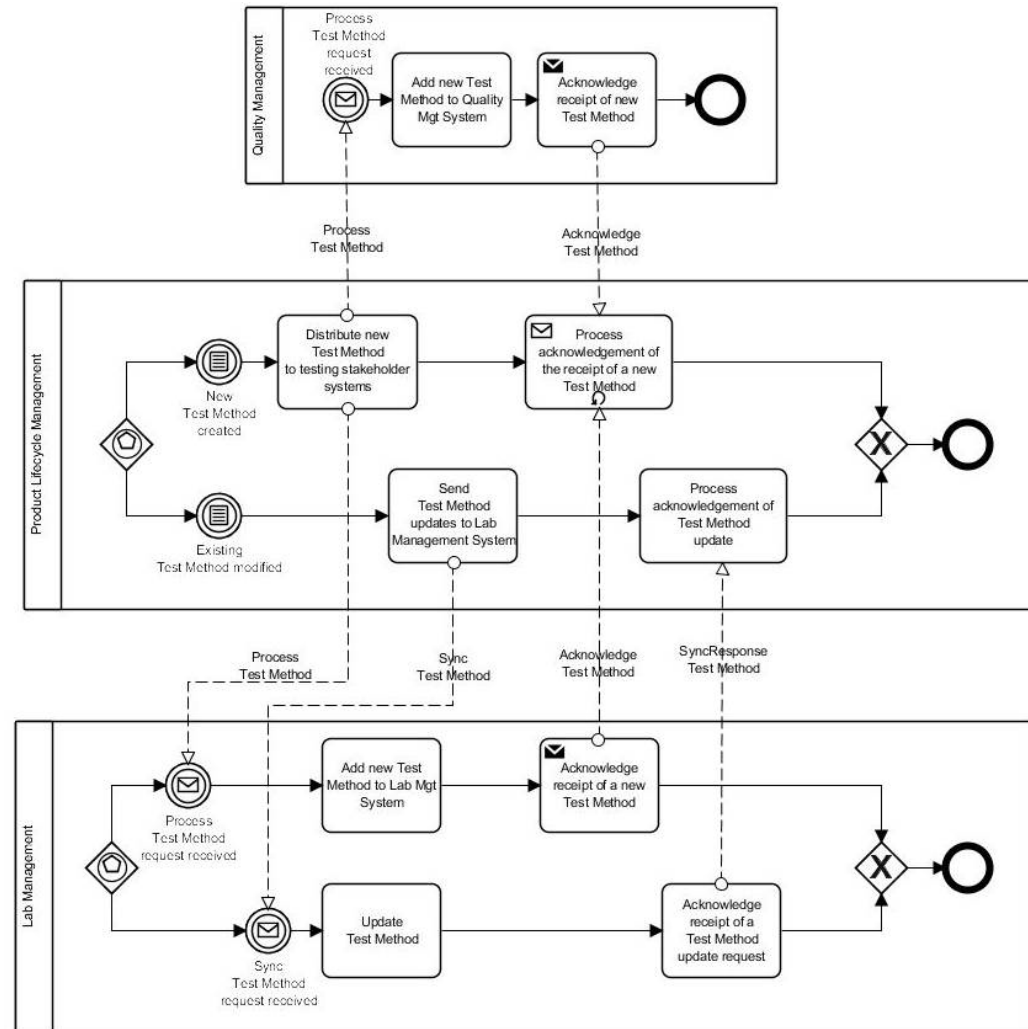 Quality Management
Process
Test Method
request
received
Add new Test
Method to Quality
Mgt System
Acknowledge
receipt of new
Test Method
Process
Test Method
Acknowledge
Test Method
Product Lifecycle Management
New
Test Method
created
Distribute new
Test Method
to testing stakeholder
systems
Process
acknowledgement of
the receipt of a new
Test Method
X
Existing
Test Method modified
Send
Test Method
updates to Lab
Management System
Process
acknowledgement of
Test Method
update
Process
Test Method
Sync
Test Method
Acknowledge
Test Method
SyncResponse
Test Method
Lab Management
Process
Test Method
request received
Add new Test
Method to Lab Mgt
System
Acknowledge
receipt of a new
Test Method
X
Sync
Test Method
request received
Update
Test Method
Acknowledge
receipt of a
Test Method
update request